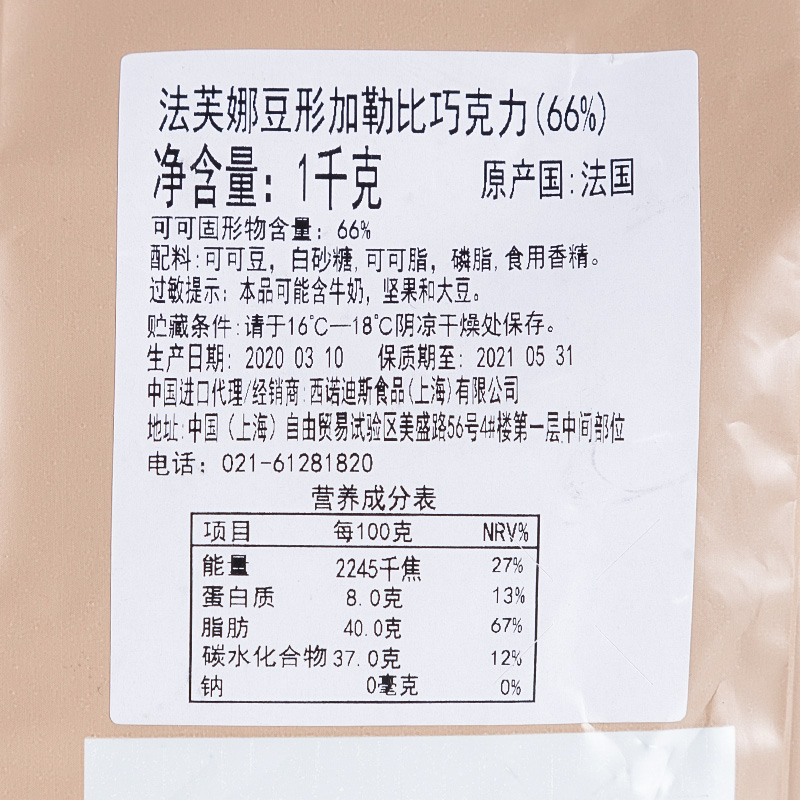 法芙娜豆形加勒比巧克力(66%)
净含量：1千克 原产国:法国
可可固形物含量：66%
配料:可可豆，白砂糖,可可脂，磷脂,食用香精。
过敏提示：本品可能含牛奶，坚果和大豆。
贮藏条件:请于16℃—18℃阴凉干燥处保存。
生产日期：2020 03 10 保质期至：2021 05 31
中国进口代理/经销商:西诺迪斯食品(上海)有限公司
地址:中国（上海）自由贸易试验区美盛路56号4#楼第一层中间部位
电话：021-61281820
营养成分表
项目 每100克 NRV%
能量 2245千焦 27%
蛋白质 8.0克 13%
脂肪 40.0克 67%
碳水化合物 37.0克 12%
钠 0毫克 0%